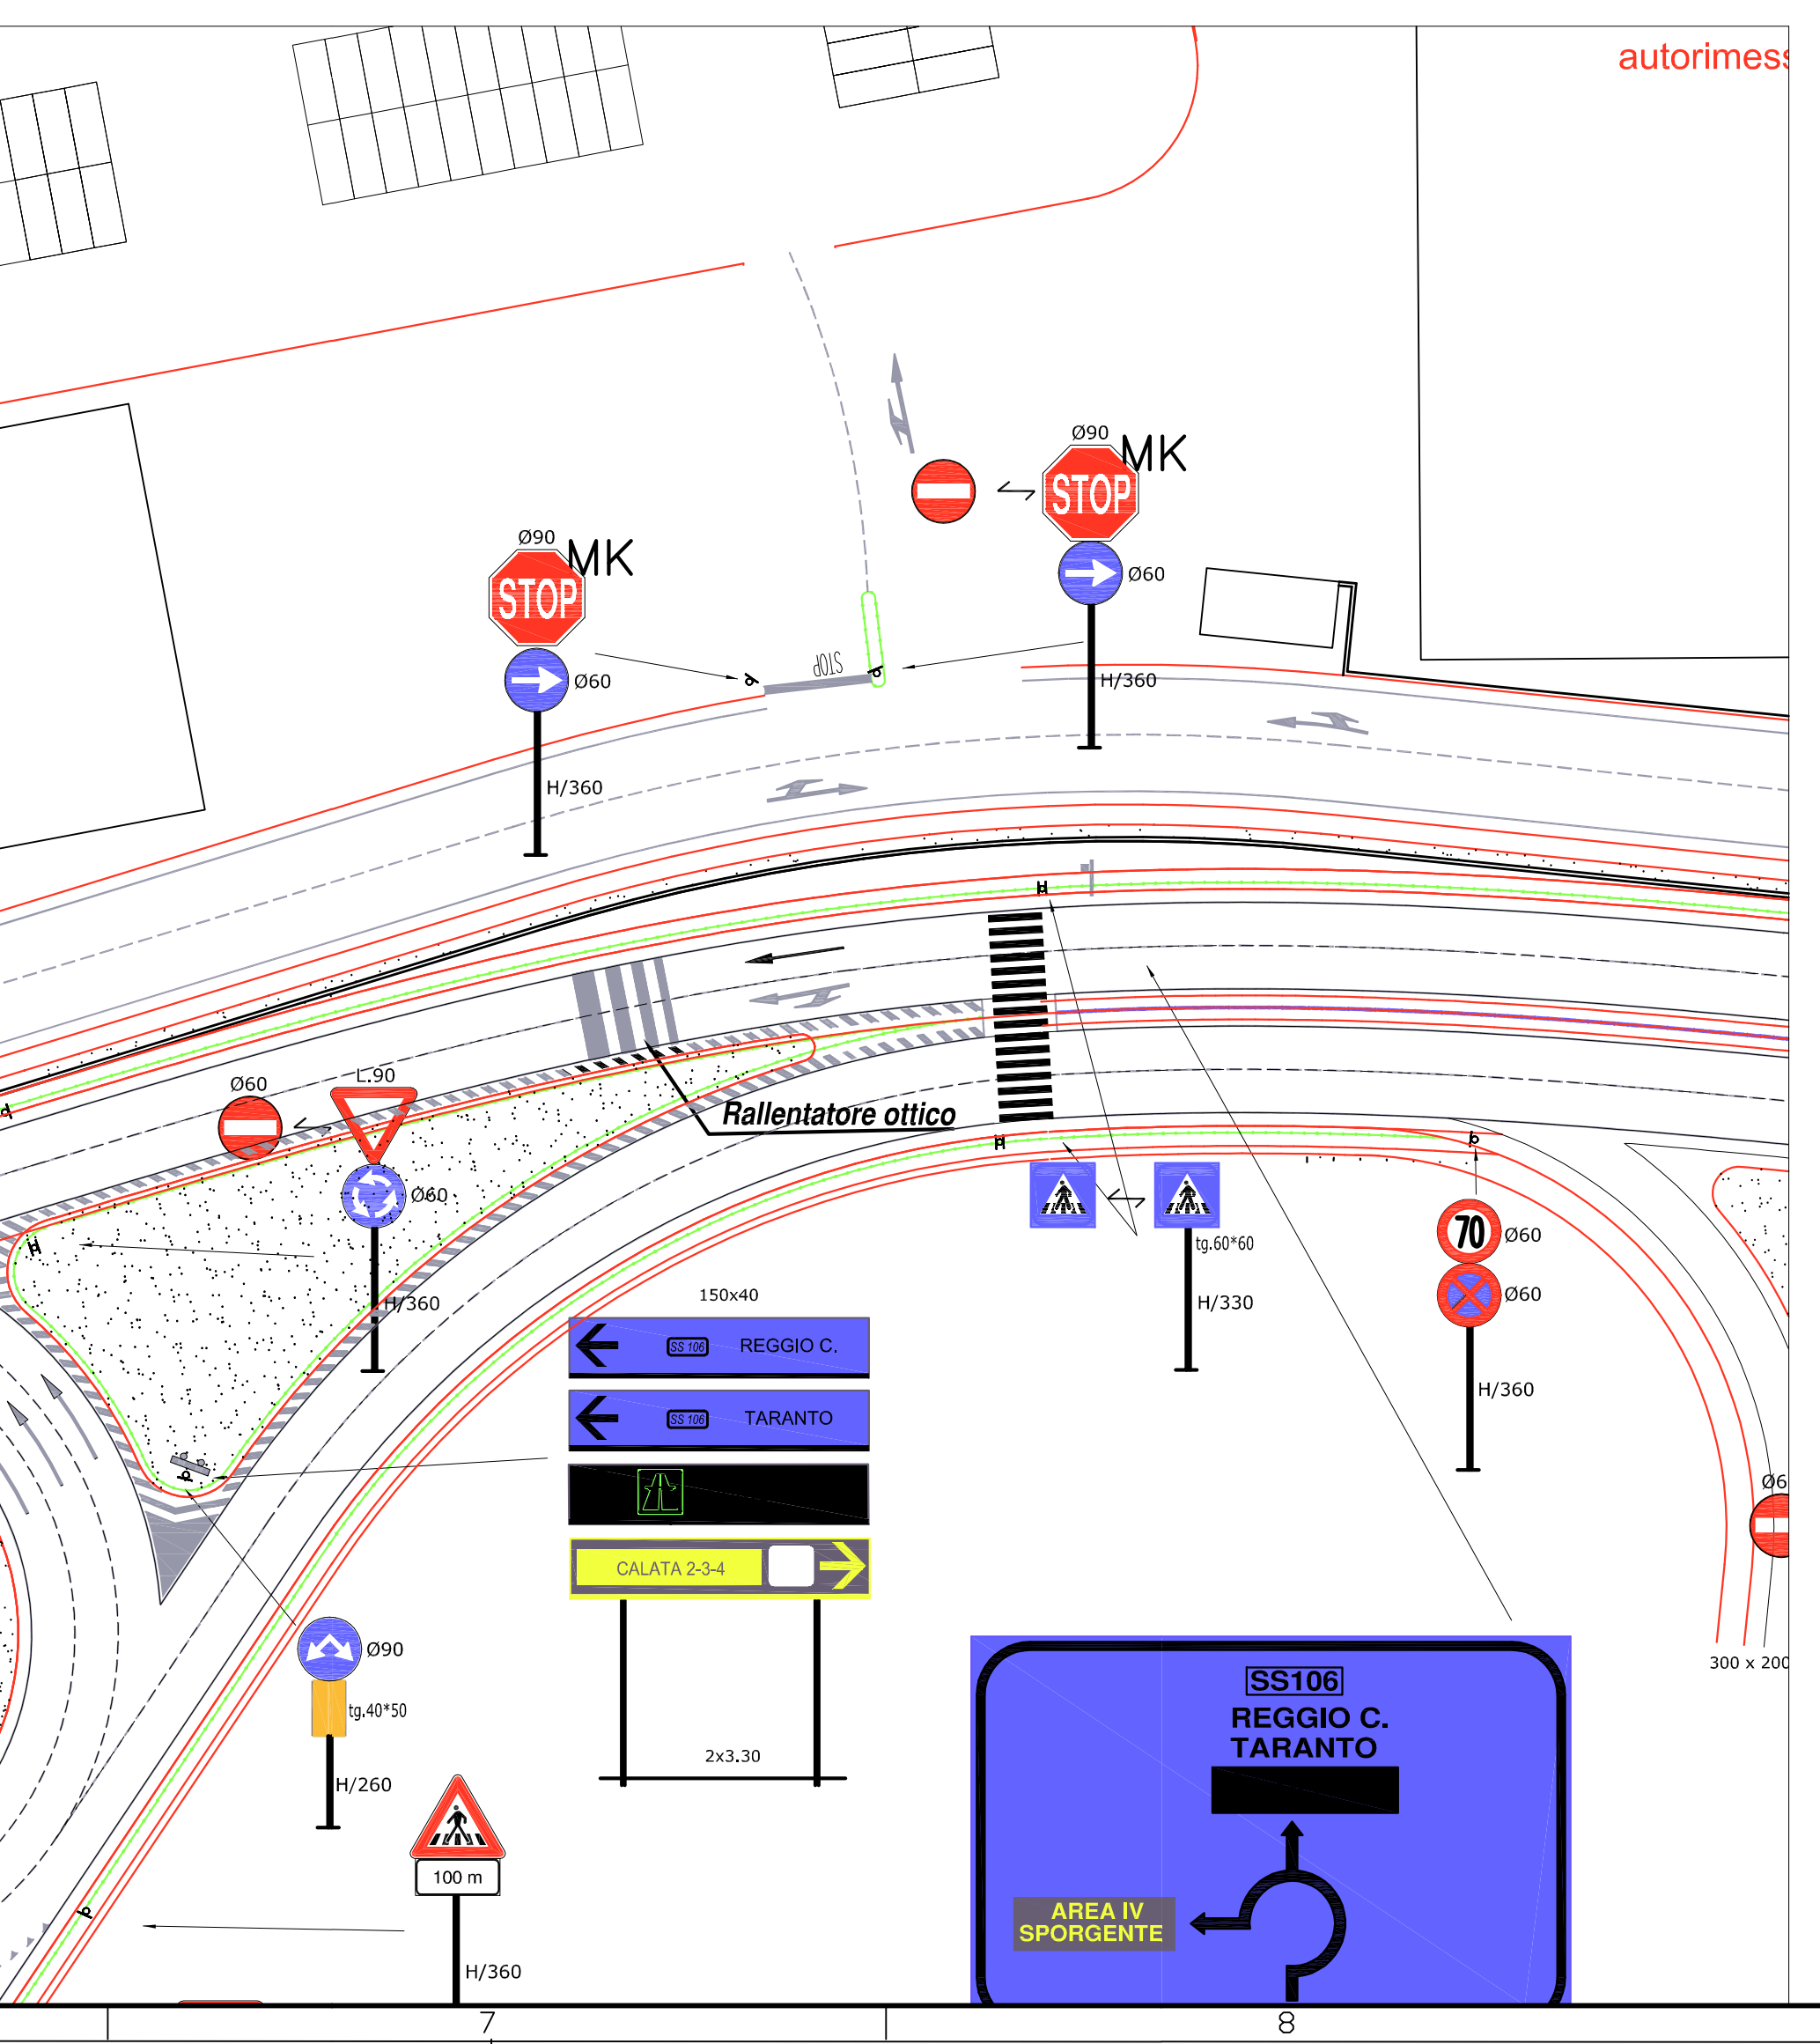 autorimess
Ø90
MK
STOP
Ø60
H/360
Ø90
MK
STOP
Ø60
H/360
STOP
Rallentatore ottico
Ø60
L.90
Ø60
H/360
tg.60*60
H/330
70
Ø60
Ø60
H/360
150x40
SS 106
REGGIO C.
SS 106
TARANTO
CALATA 2-3-4
2x3.30
Ø90
tg.40*50
H/260
100 m
H/360
Ø6
300 x 200
SS106
REGGIO C.
TARANTO
AREA IV
SPORGENTE
7
8